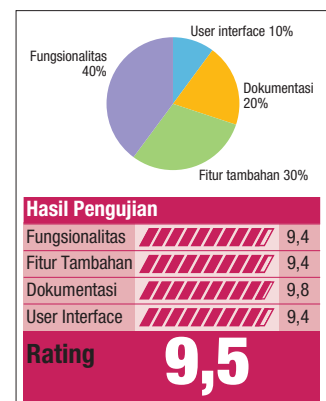 User interface 10%
Fungsionalitas
40%
Dokumentasi
20%
Fitur tambahan 30%
Hasil Pengujian
Fungsionalitas 9,4
Fitur Tambahan 9,4
Dokumentasi 9,8
User Interface 9,4
Rating 9,5